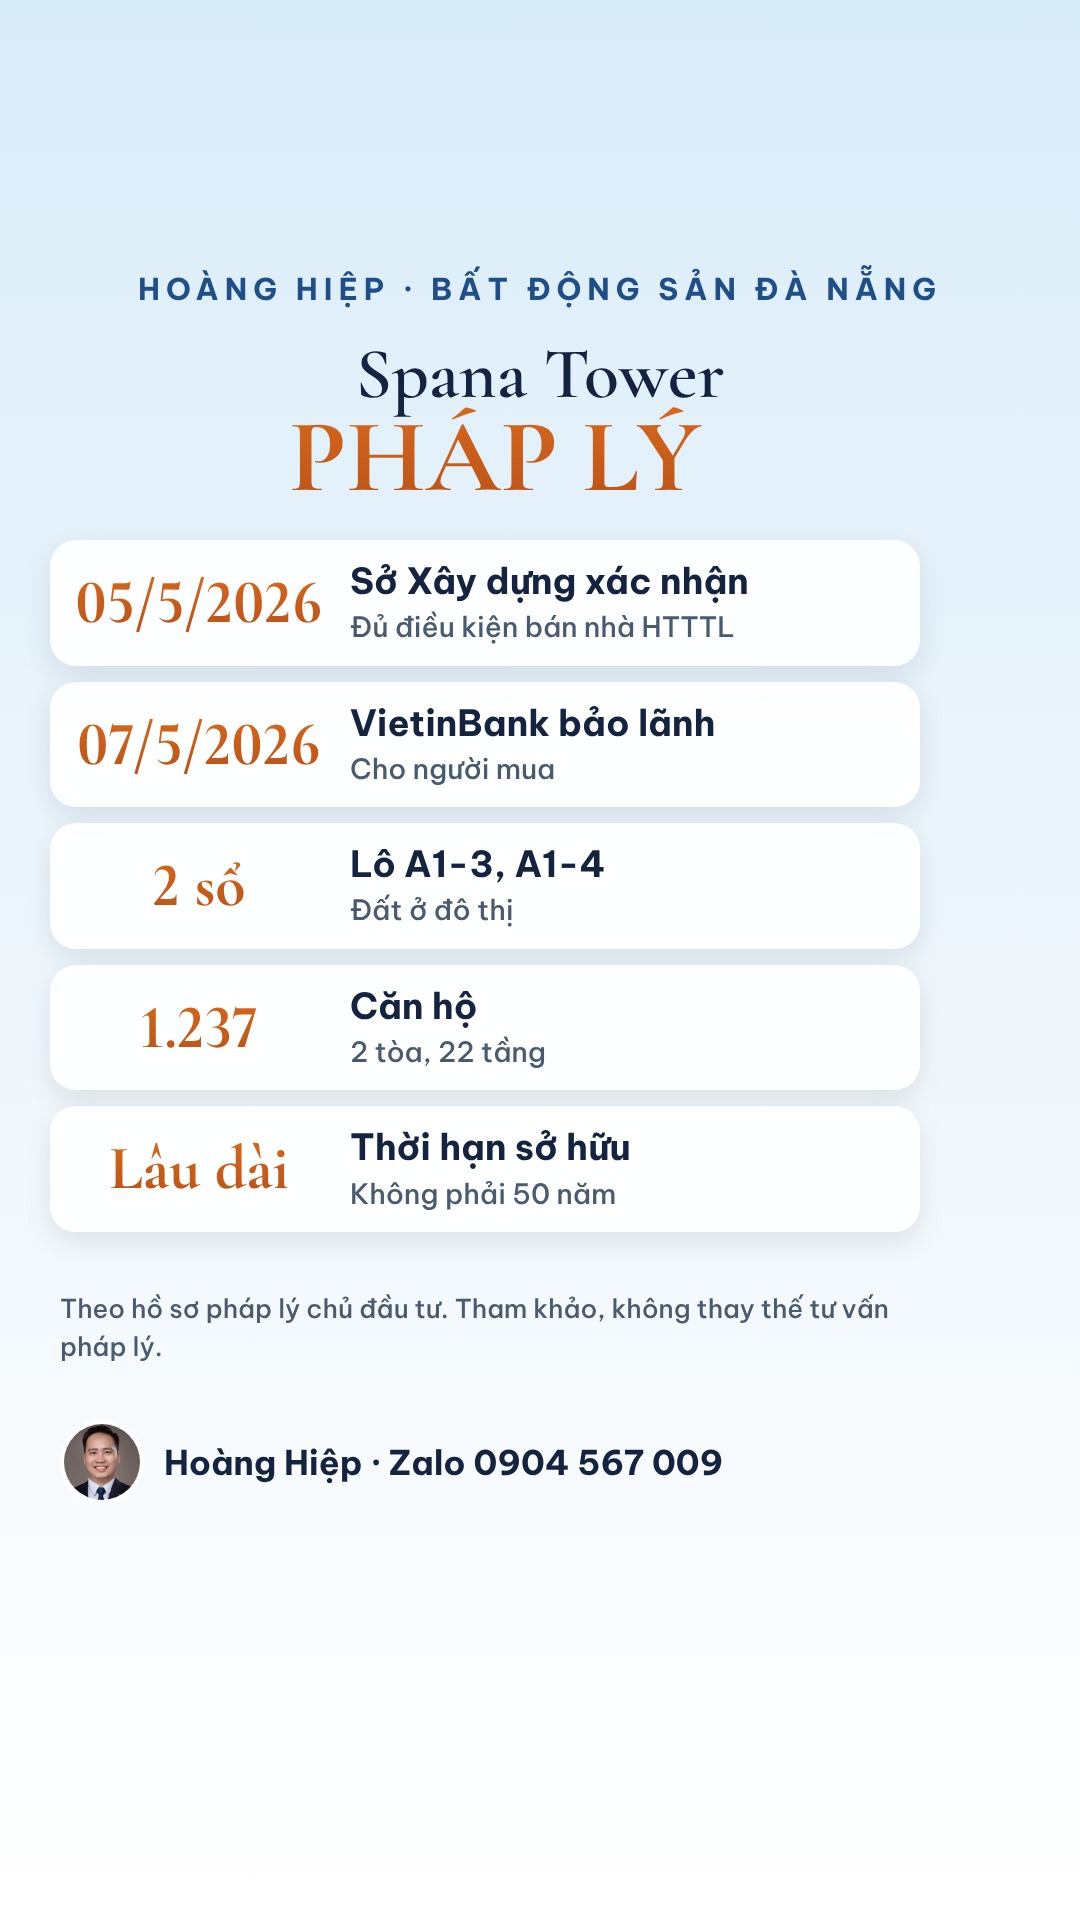 HOÀNG HIỆP · BẤT ĐỘNG SẢN ĐÀ NẴNG
Spana Tower
PHÁP LÝ
05/5/2026
Sở Xây dựng xác nhận
Đủ điều kiện bán nhà HTTTL
07/5/2026
VietinBank bảo lãnh
Cho người mua
2 sổ
Lô A1-3, A1-4
Đất ở đô thị
1.237
Căn hộ
2 tòa, 22 tầng
Lâu dài
Thời hạn sở hữu
Không phải 50 năm
Theo hồ sơ pháp lý chủ đầu tư. Tham khảo, không thay thế tư vấn
pháp lý.
Hoàng Hiệp · Zalo 0904 567 009